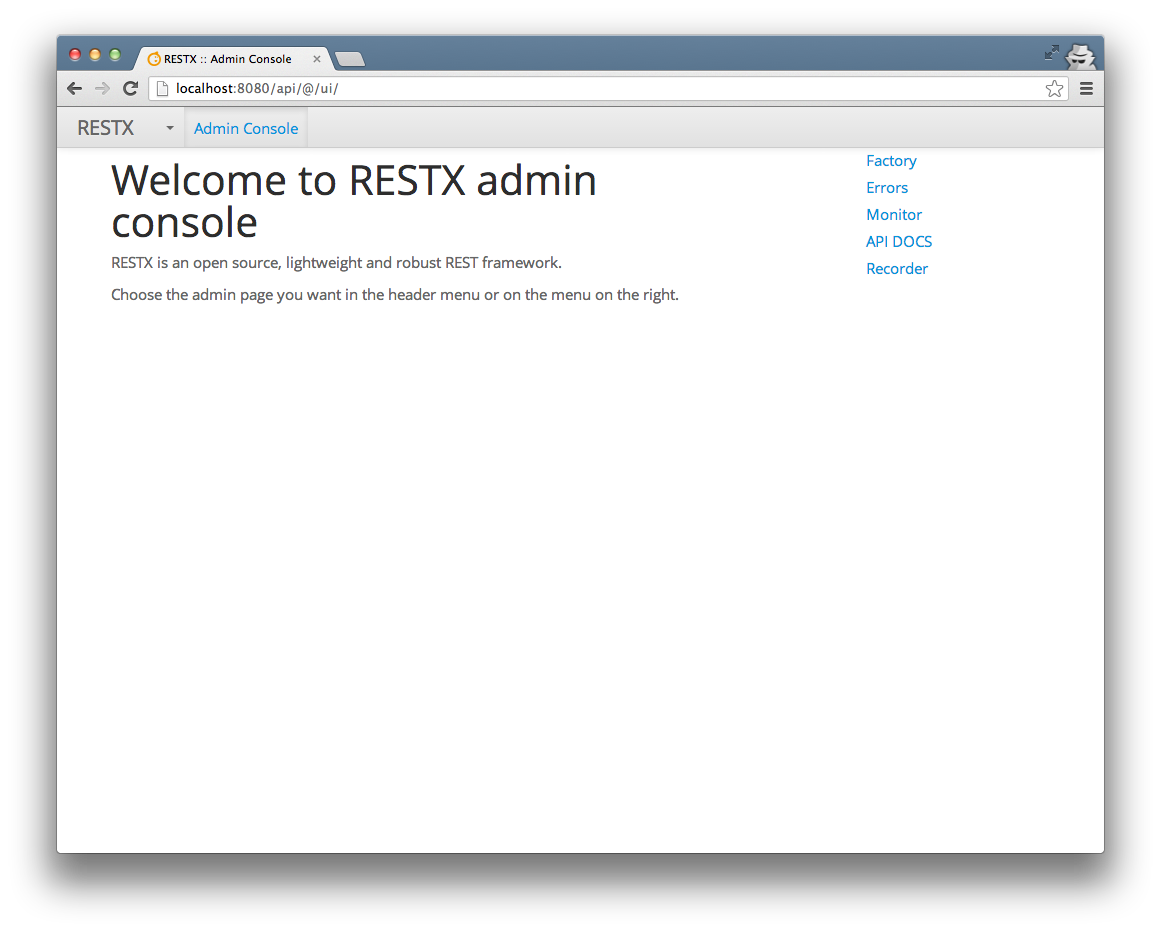 RESTX :: Admin Console
localhost:8080/api/@/ui/
RESTX
Admin Console
Welcome to RESTX admin
console
RESTX is an open source, lightweight and robust REST framework.
Choose the admin page you want in the header menu or on the menu on the right.
Factory
Errors
Monitor
API DOCS
Recorder